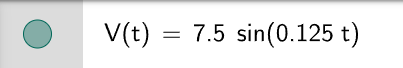 V(t) = 7.5 sin(0.125 t)